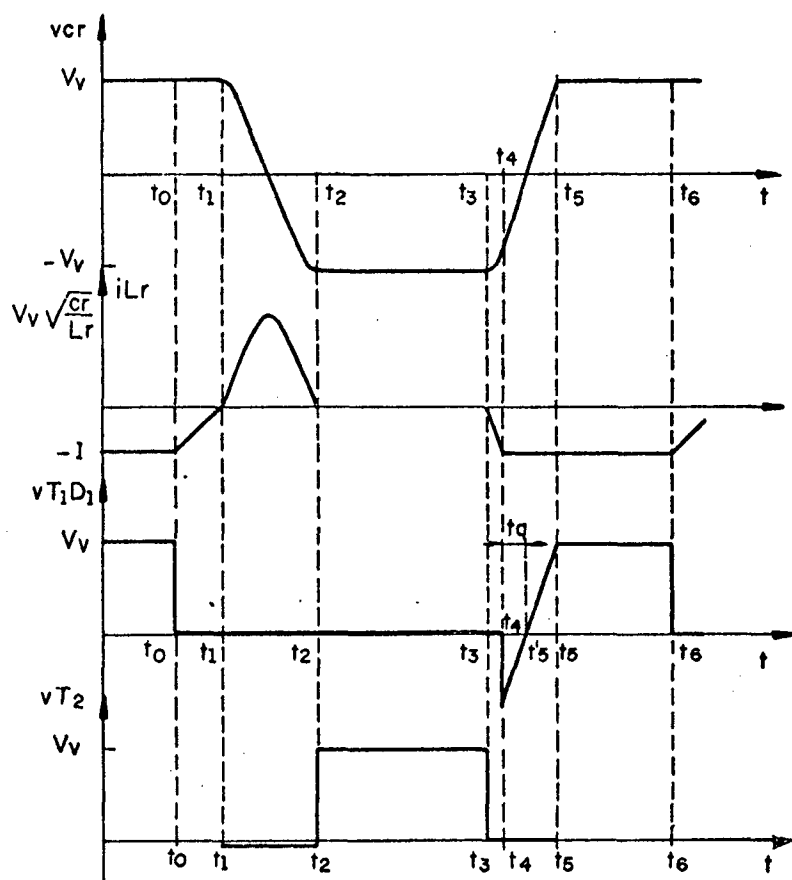 vcr
Vv
t4
t0 t1 t2 t3 t5 t6 t
-Vv
iLr
Vv √cr/Lr
-I
vT1D1
Vv
tq
t4
t0 t1 t2 t3 t'5 t5 t6 t
vT2
Vv
t0 t1 t2 t3 t4 t5 t6 t